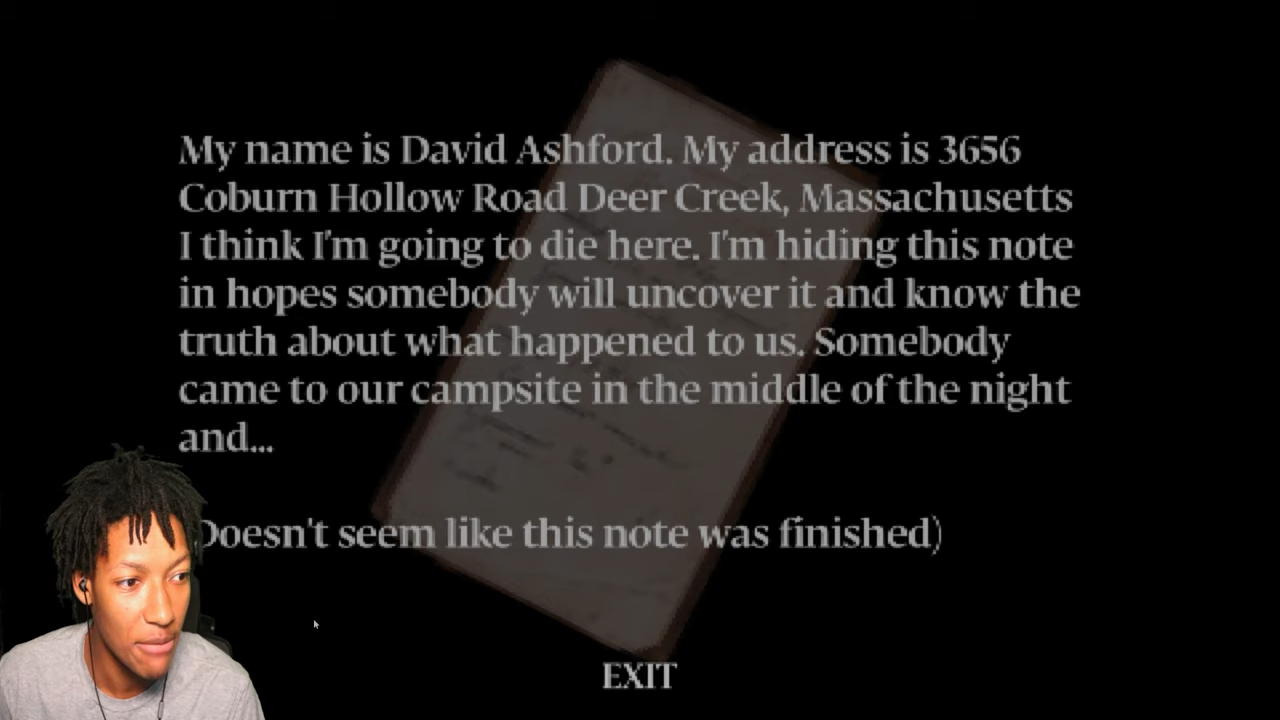 My name is David Ashford. My address is 3656
Coburn Hollow Road Deer Creek, Massachusetts
I think I'm going to die here. I'm hiding this note
in hopes somebody will uncover it and know the
truth about what happened to us. Somebody
came to our campsite in the middle of the night
and...
Doesn't seem like this note was finished)
EXIT